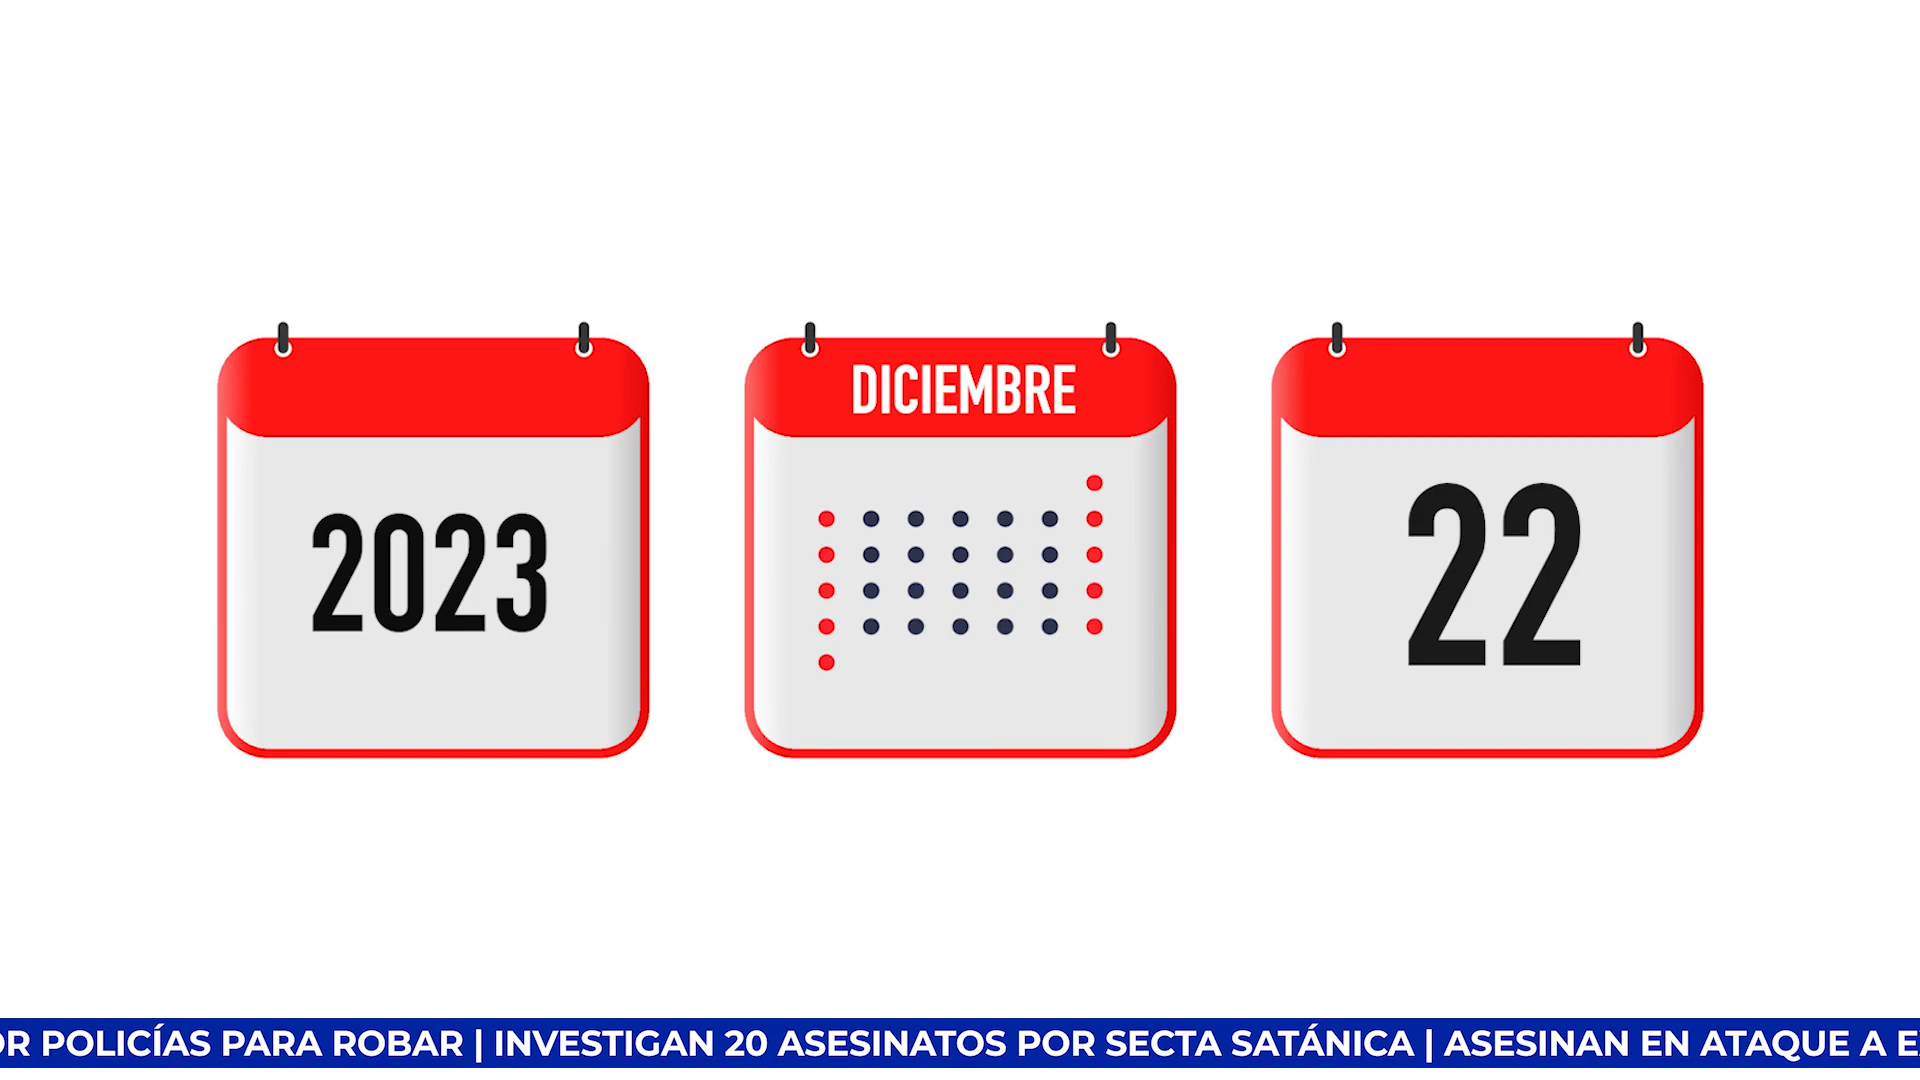 2023
DICIEMBRE
22
POLICÍAS PARA ROBAR | INVESTIGAN 20 ASESINATOS POR SECTA SATÁNICA | ASESINAN EN ATAQUE A